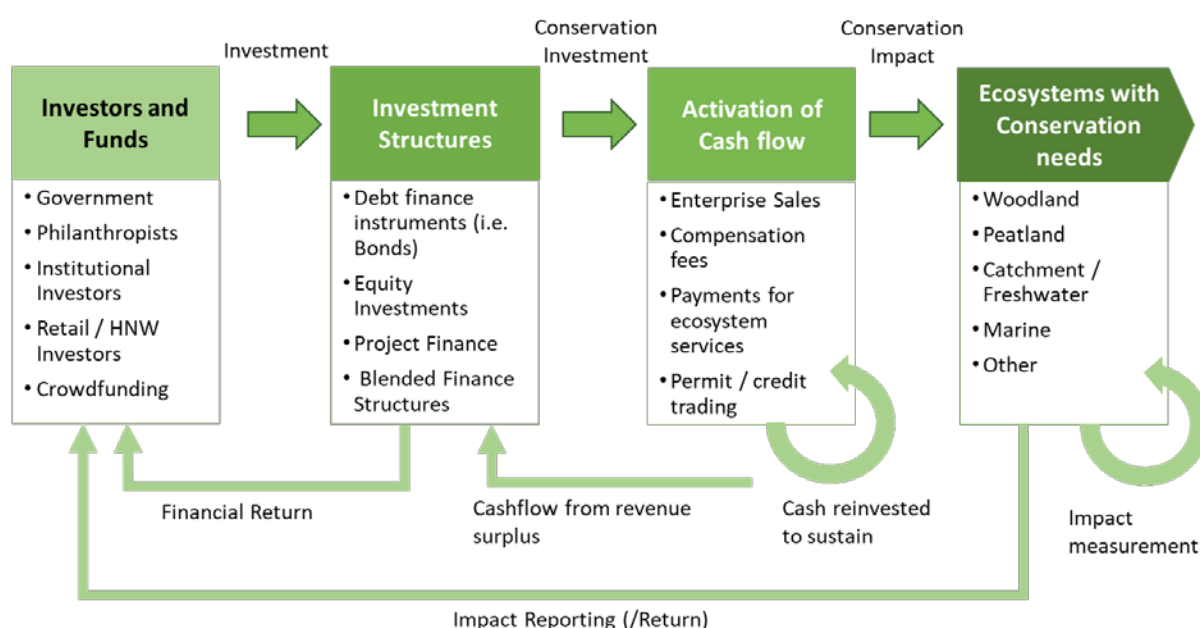 Investment
Conservation
Investment
Conservation
Impact
Investors and
Funds
• Government
• Philanthropists
• Institutional
Investors
• Retail / HNW
Investors
• Crowdfunding
Investment
Structures
• Debt finance
instruments (i.e.
Bonds)
• Equity
Investments
• Project Finance
• Blended Finance
Structures
Activation of
Cash flow
• Enterprise Sales
• Compensation
fees
• Payments for
ecosystem
services
• Permit / credit
trading
Ecosystems with
Conservation
needs
• Woodland
• Peatland
• Catchment /
Freshwater
• Marine
• Other
Financial Return
Cashflow from revenue
surplus
Cash reinvested
to sustain
Impact
measurement
Impact Reporting (/Return)